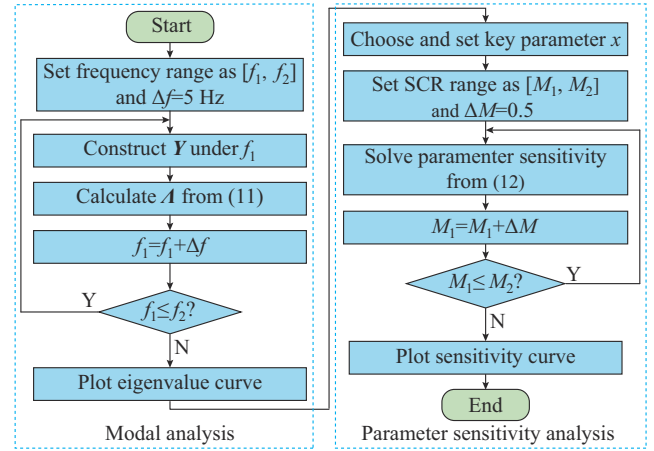 Start
Set frequency range as [f₁, f₂]
and Δf=5 Hz
Construct Y under f₁
Calculate Λ from (11)
f₁=f₁+Δf
Y
f₁≤f₂?
N
Plot eigenvalue curve
Modal analysis
Choose and set key parameter x
Set SCR range as [M₁, M₂]
and ΔM=0.5
Solve paramenter sensitivity
from (12)
M₁=M₁+ΔM
M₁≤M₂?
Y
N
Plot sensitivity curve
End
Parameter sensitivity analysis